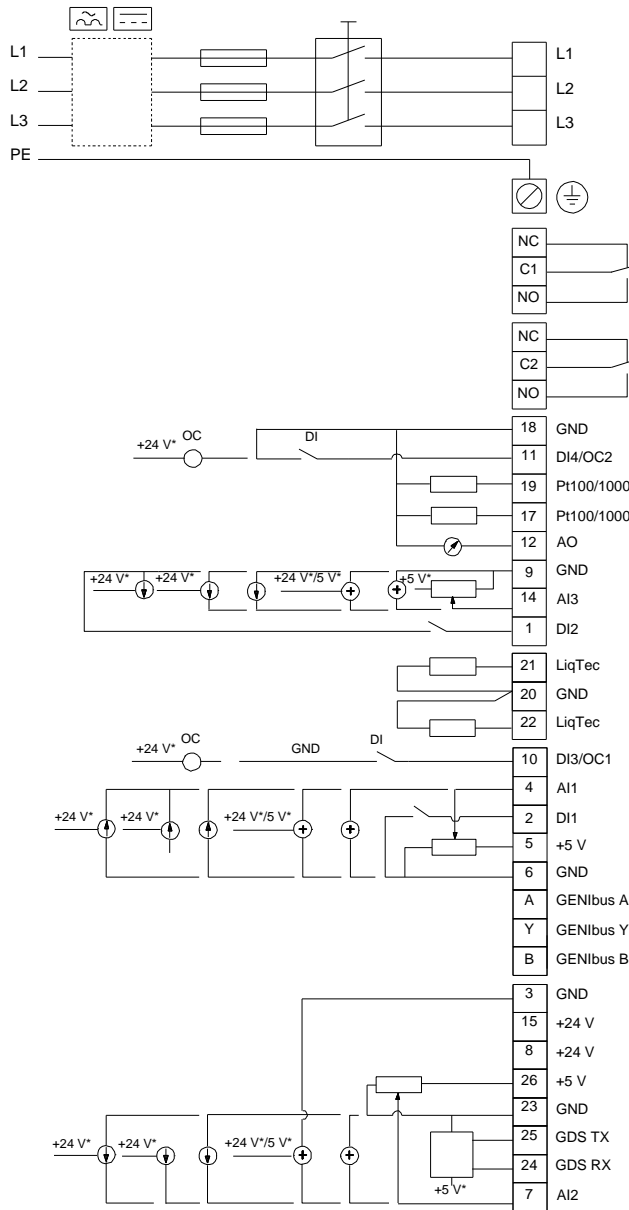 L1 L1
L2 L2
L3 L3
PE
NC
C1
NO
NC
C2
NO
18 GND
+24 V* OC DI 11 DI4/OC2
19 Pt100/1000
17 Pt100/1000
12 AO
9 GND
+24 V* +24 V* +24 V*/5 V* +5 V* 14 AI3
1 DI2
21 LiqTec
20 GND
22 LiqTec
+24 V* OC GND DI 10 DI3/OC1
4 AI1
+24 V* +24 V* +24 V*/5 V* 2 DI1
5 +5 V
6 GND
A GENIbus A
Y GENIbus Y
B GENIbus B
3 GND
15 +24 V
8 +24 V
26 +5 V
23 GND
+24 V* +24 V* +24 V*/5 V* 25 GDS TX
24 GDS RX
+5 V* 7 AI2